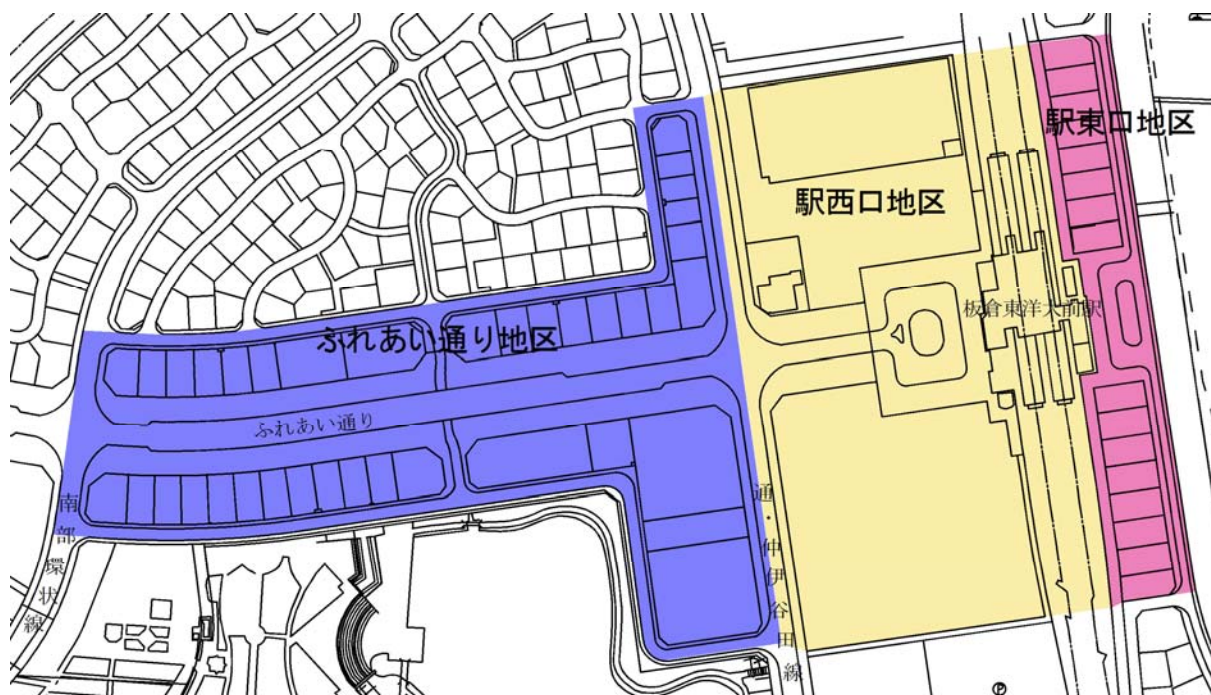 駅東口地区
駅西口地区
板倉東洋大前駅
ふれあい通り地区
ふれあい通り
南部環状線
通・仲伊谷田線
P